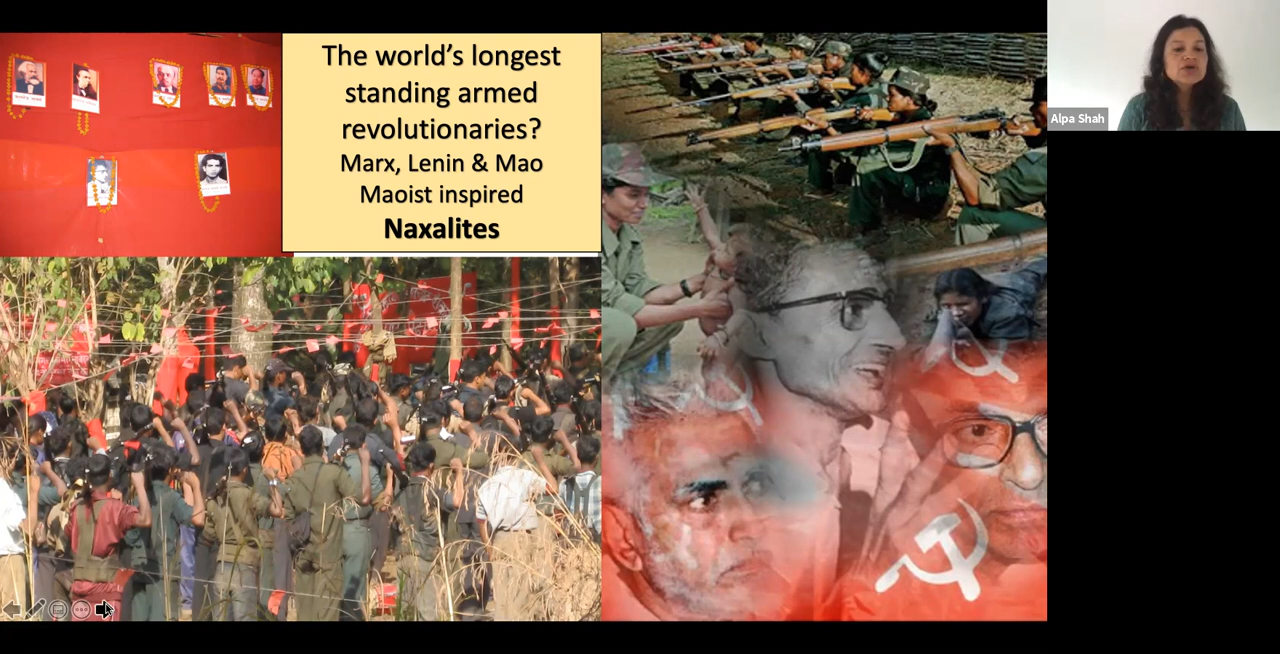 The world's longest
standing armed
revolutionaries?
Marx, Lenin & Mao
Maoist inspired
Naxalites
Alpa Shah